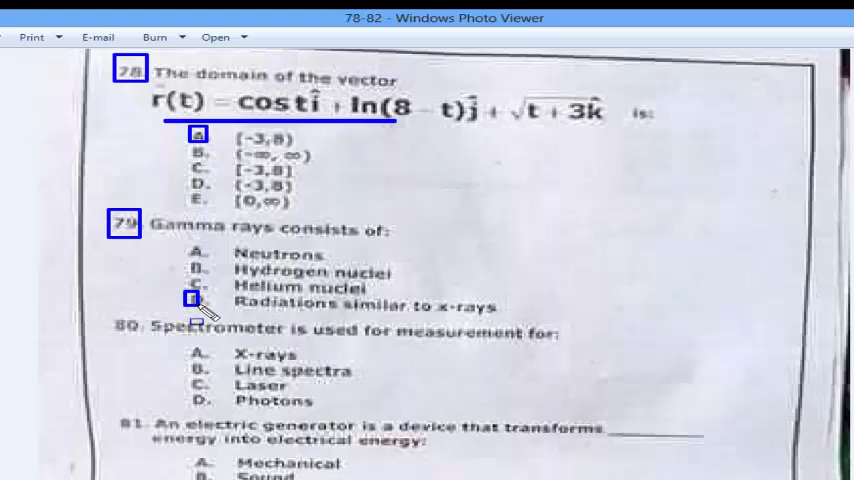 78-82 - Windows Photo Viewer
Print E-mail Burn Open
78. The domain of the vector
r̄(t) = costî + ln(8 - t)ĵ + √t + 3k̂ is:
A. [-3,8)
B. (-∞, ∞)
C. [-3,8]
D. (-3,8)
E. [0,∞)
79. Gamma rays consists of:
A. Neutrons
B. Hydrogen nuclei
C. Helium nuclei
D. Radiations similar to x-rays
80. Spectrometer is used for measurement for:
A. X-rays
B. Line spectra
C. Laser
D. Photons
81. An electric generator is a device that transforms ________
energy into electrical energy:
A. Mechanical
B. Sound